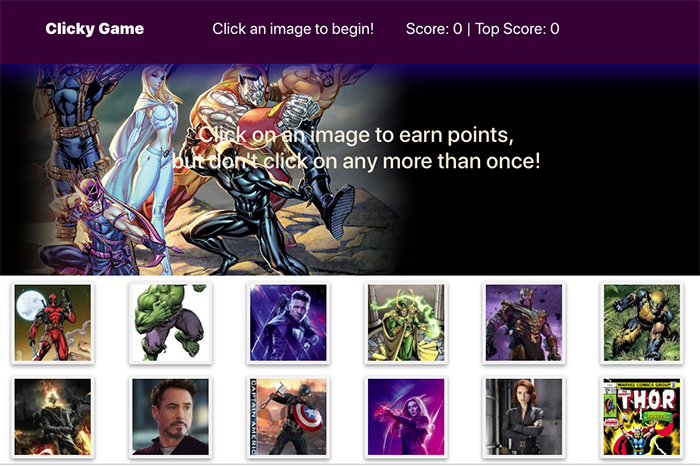 Clicky Game
Click an image to begin!
Score: 0 | Top Score: 0
Click on an image to earn points,
but don't click on any more than once!
CAPTAIN AMERICA
MARVEL COMICS GROUP
THOR